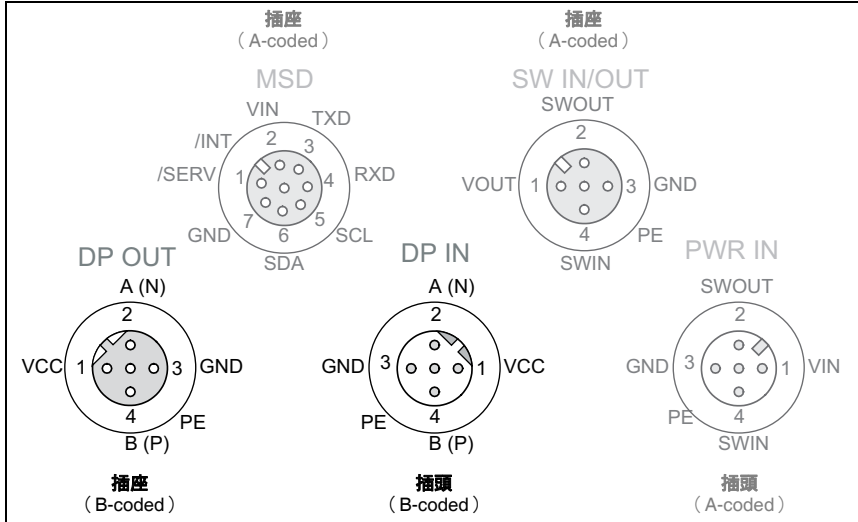 插座
插座
（A-coded）
（A-coded）
MSD
SW IN/OUT
VIN
TXD
SWOUT
/INT
2
3
2
/SERV
1
4
RXD
VOUT
1
3
GND
7
5
GND
6
SCL
4
PE
SDA
SWIN
DP OUT
DP IN
PWR IN
A (N)
A (N)
SWOUT
2
2
2
VCC
1
3
GND
GND
3
1
VCC
GND
3
1
VIN
4
PE
PE
4
PE
4
B (P)
B (P)
SWIN
插座
插頭
插頭
（B-coded）
（B-coded）
（A-coded）